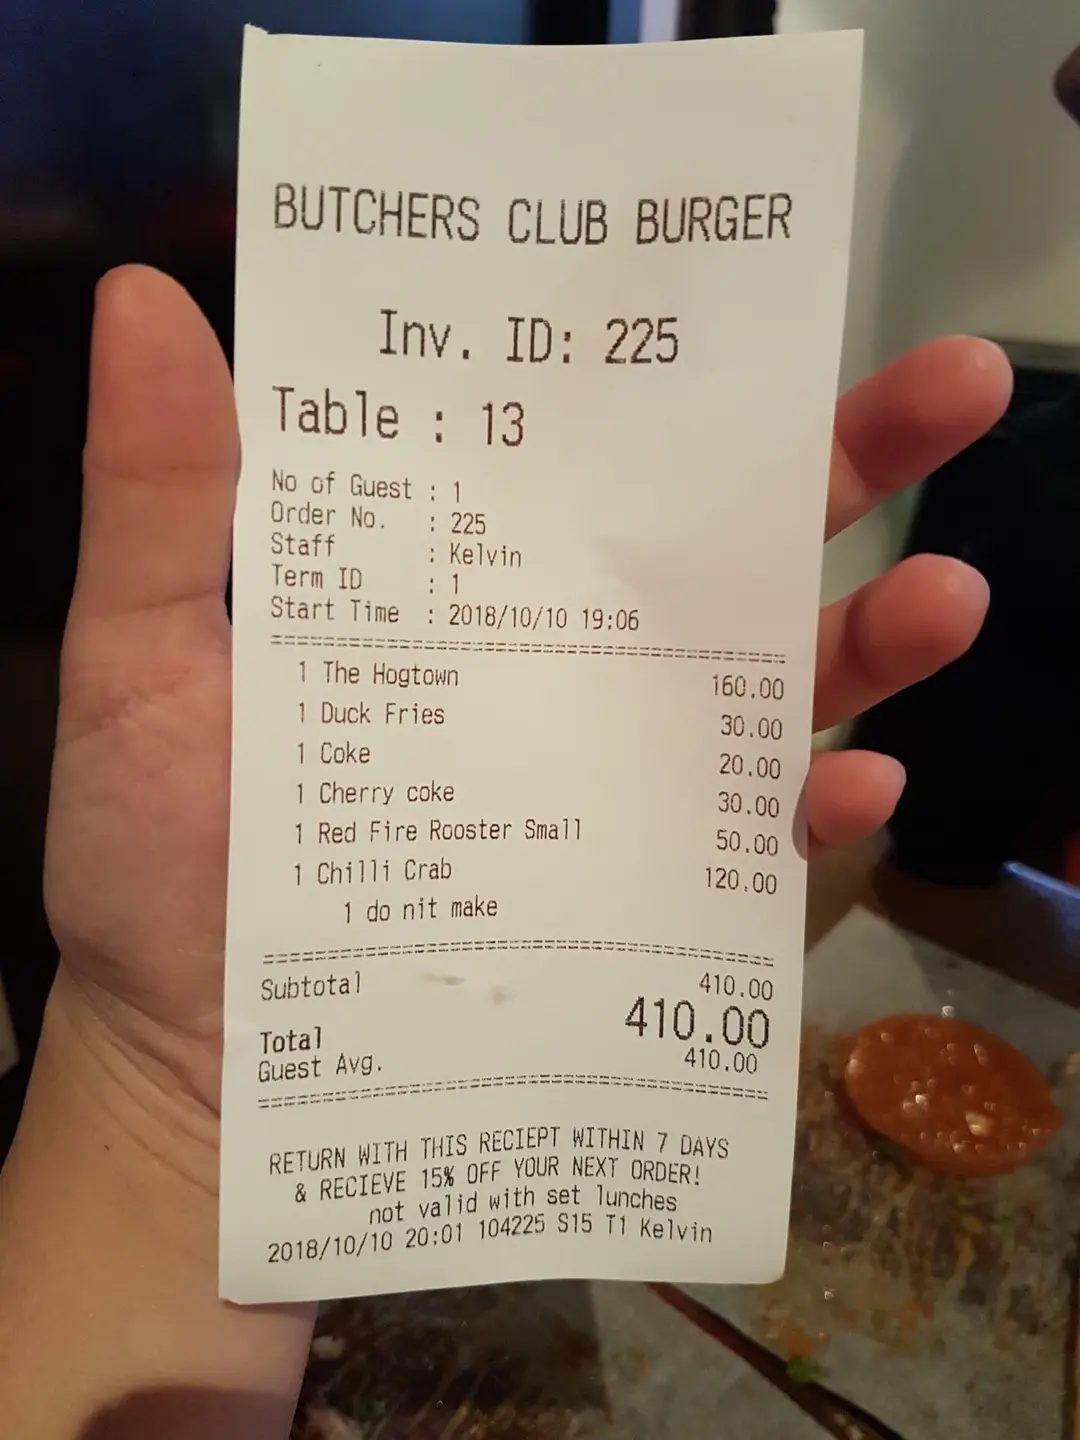 BUTCHERS CLUB BURGER
Inv. ID: 225
Table : 13
No of Guest : 1
Order No. : 225
Staff : Kelvin
Term ID : 1
Start Time : 2018/10/10 19:06
1 The Hogtown 160.00
1 Duck Fries 30.00
1 Coke 20.00
1 Cherry coke 30.00
1 Red Fire Rooster Small 50.00
1 Chilli Crab 120.00
1 do nit make
Subtotal 410.00
Total 410.00
Guest Avg. 410.00
RETURN WITH THIS RECIEPT WITHIN 7 DAYS
& RECIEVE 15% OFF YOUR NEXT ORDER!
not valid with set lunches
2018/10/10 20:01 104225 S15 T1 Kelvin